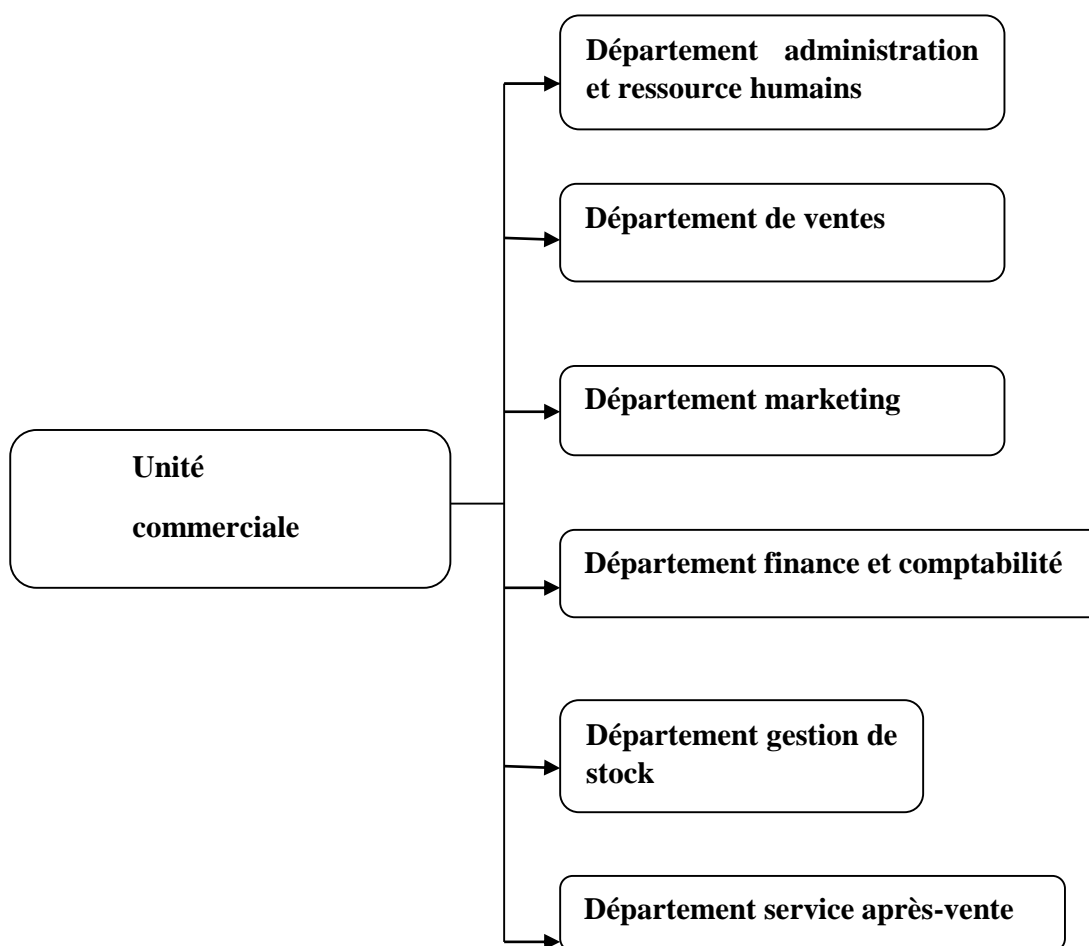 Département administration
et ressource humains
Département de ventes
Département marketing
Unité
commerciale
Département finance et comptabilité
Département gestion de
stock
Département service après-vente